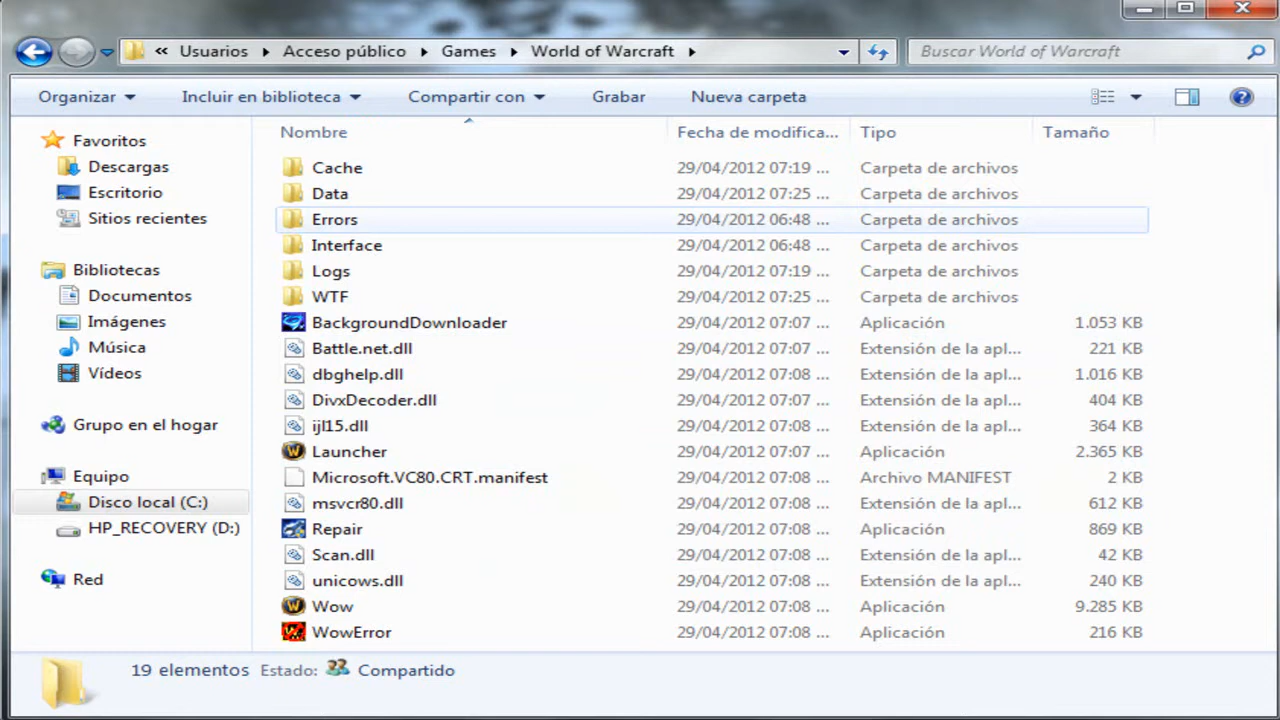 « Usuarios ▸ Acceso público ▸ Games ▸ World of Warcraft ▸ Buscar World of Warcraft
Organizar Incluir en biblioteca Compartir con Grabar Nueva carpeta
Nombre Fecha de modifica... Tipo Tamaño
Favoritos
Descargas
Escritorio
Sitios recientes
Bibliotecas
Documentos
Imágenes
Música
Vídeos
Grupo en el hogar
Equipo
Disco local (C:)
HP_RECOVERY (D:)
Red
Cache 29/04/2012 07:19 ... Carpeta de archivos
Data 29/04/2012 07:25 ... Carpeta de archivos
Errors 29/04/2012 06:48 ... Carpeta de archivos
Interface 29/04/2012 06:48 ... Carpeta de archivos
Logs 29/04/2012 07:19 ... Carpeta de archivos
WTF 29/04/2012 07:25 ... Carpeta de archivos
BackgroundDownloader 29/04/2012 07:07 ... Aplicación 1.053 KB
Battle.net.dll 29/04/2012 07:07 ... Extensión de la apl... 221 KB
dbghelp.dll 29/04/2012 07:08 ... Extensión de la apl... 1.016 KB
DivxDecoder.dll 29/04/2012 07:07 ... Extensión de la apl... 404 KB
ijl15.dll 29/04/2012 07:08 ... Extensión de la apl... 364 KB
Launcher 29/04/2012 07:08 ... Aplicación 2.365 KB
Microsoft.VC80.CRT.manifest 29/04/2012 07:08 ... Archivo MANIFEST 2 KB
msvcr80.dll 29/04/2012 07:08 ... Extensión de la apl... 612 KB
Repair 29/04/2012 07:08 ... Aplicación 869 KB
Scan.dll 29/04/2012 07:08 ... Extensión de la apl... 42 KB
unicows.dll 29/04/2012 07:08 ... Extensión de la apl... 240 KB
Wow 29/04/2012 07:08 ... Aplicación 9.285 KB
WowError 29/04/2012 07:08 ... Aplicación 216 KB
19 elementos Estado: Compartido